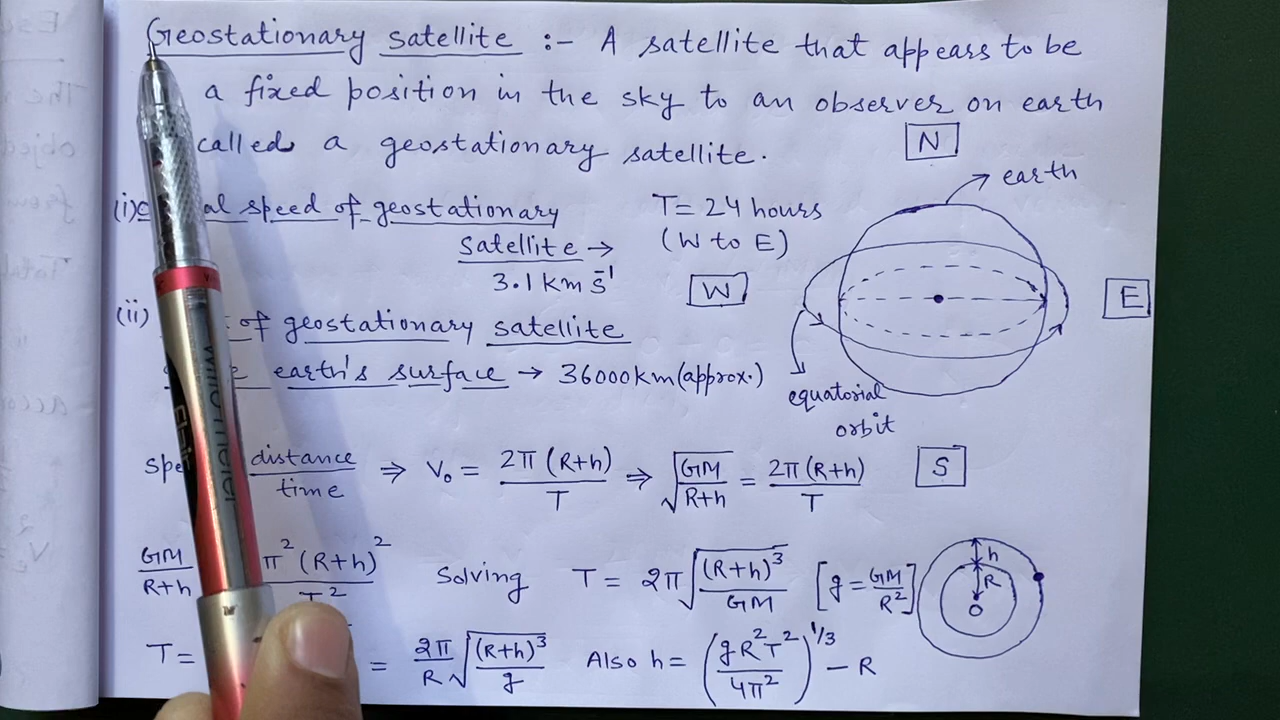 Geostationary satellite :- A satellite that appears to be
a fixed position in the sky to an observer on earth
called a geostationary satellite.
N
earth
(i) speed of geostationary
satellite →
3.1 km s⁻¹
T = 24 hours
(W to E)
W
E
(ii) of geostationary satellite
earth's surface → 36000 km (approx.)
equatorial
orbit
distance/time ⇒ V₀ = 2π(R+h)/T ⇒ √(GM/(R+h)) = 2π(R+h)/T
S
GM/(R+h) π²(R+h)²/T² Solving T = 2π√((R+h)³/GM) [g = GM/R²]
h
R
O
T = = 2π/R √((R+h)³/g) Also h = (gR²T²/4π²)^1/3 - R